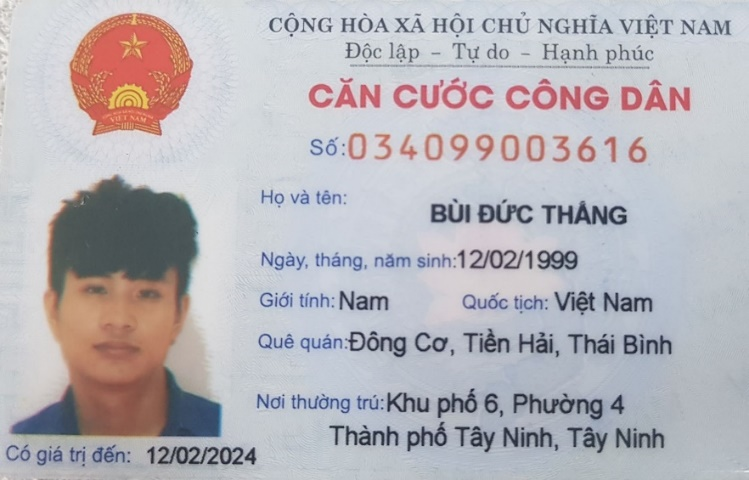 CỘNG HÒA XÃ HỘI CHỦ NGHĨA VIỆT NAM
Độc lập - Tự do - Hạnh phúc
CĂN CƯỚC CÔNG DÂN
Số: 034099003616
Họ và tên: BÙI ĐỨC THẮNG
Ngày, tháng, năm sinh: 12/02/1999
Giới tính: Nam Quốc tịch: Việt Nam
Quê quán: Đông Cơ, Tiền Hải, Thái Bình
Nơi thường trú: Khu phố 6, Phường 4
Thành phố Tây Ninh, Tây Ninh
Có giá trị đến: 12/02/2024